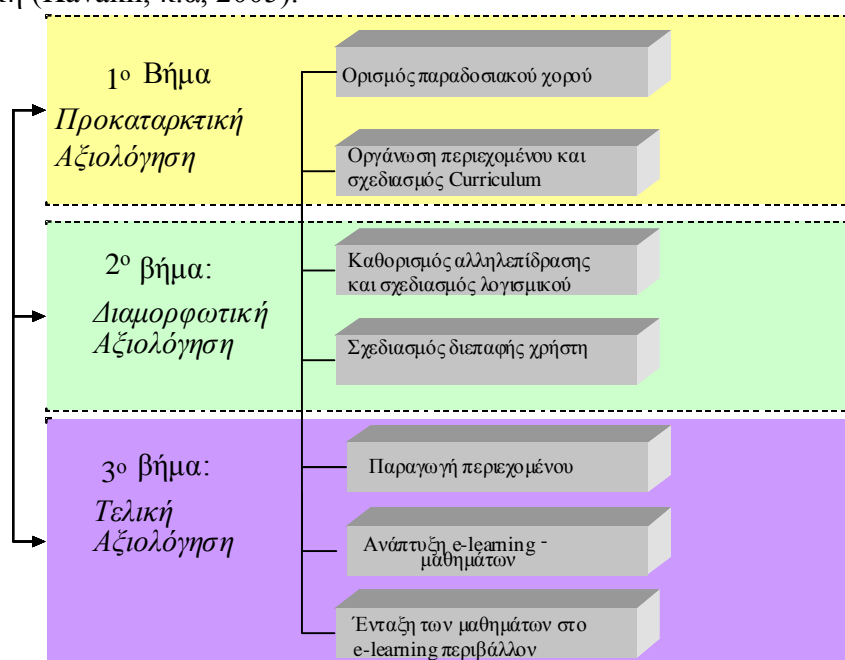 1ο Βήμα
Προκαταρκτική
Αξιολόγηση
Ορισμός παραδοσιακού χορού
Οργάνωση περιεχομένου και
σχεδιασμός Curriculum
2ο βήμα:
Διαμορφωτική
Αξιολόγηση
Καθορισμός αλληλεπίδρασης
και σχεδιασμός λογισμικού
Σχεδιασμός διεπαφής χρήστη
3ο βήμα:
Τελική
Αξιολόγηση
Παραγωγή περιεχομένου
Ανάπτυξη e-learning -
μαθημάτων
Ένταξη των μαθημάτων στο
e-learning περιβάλλον